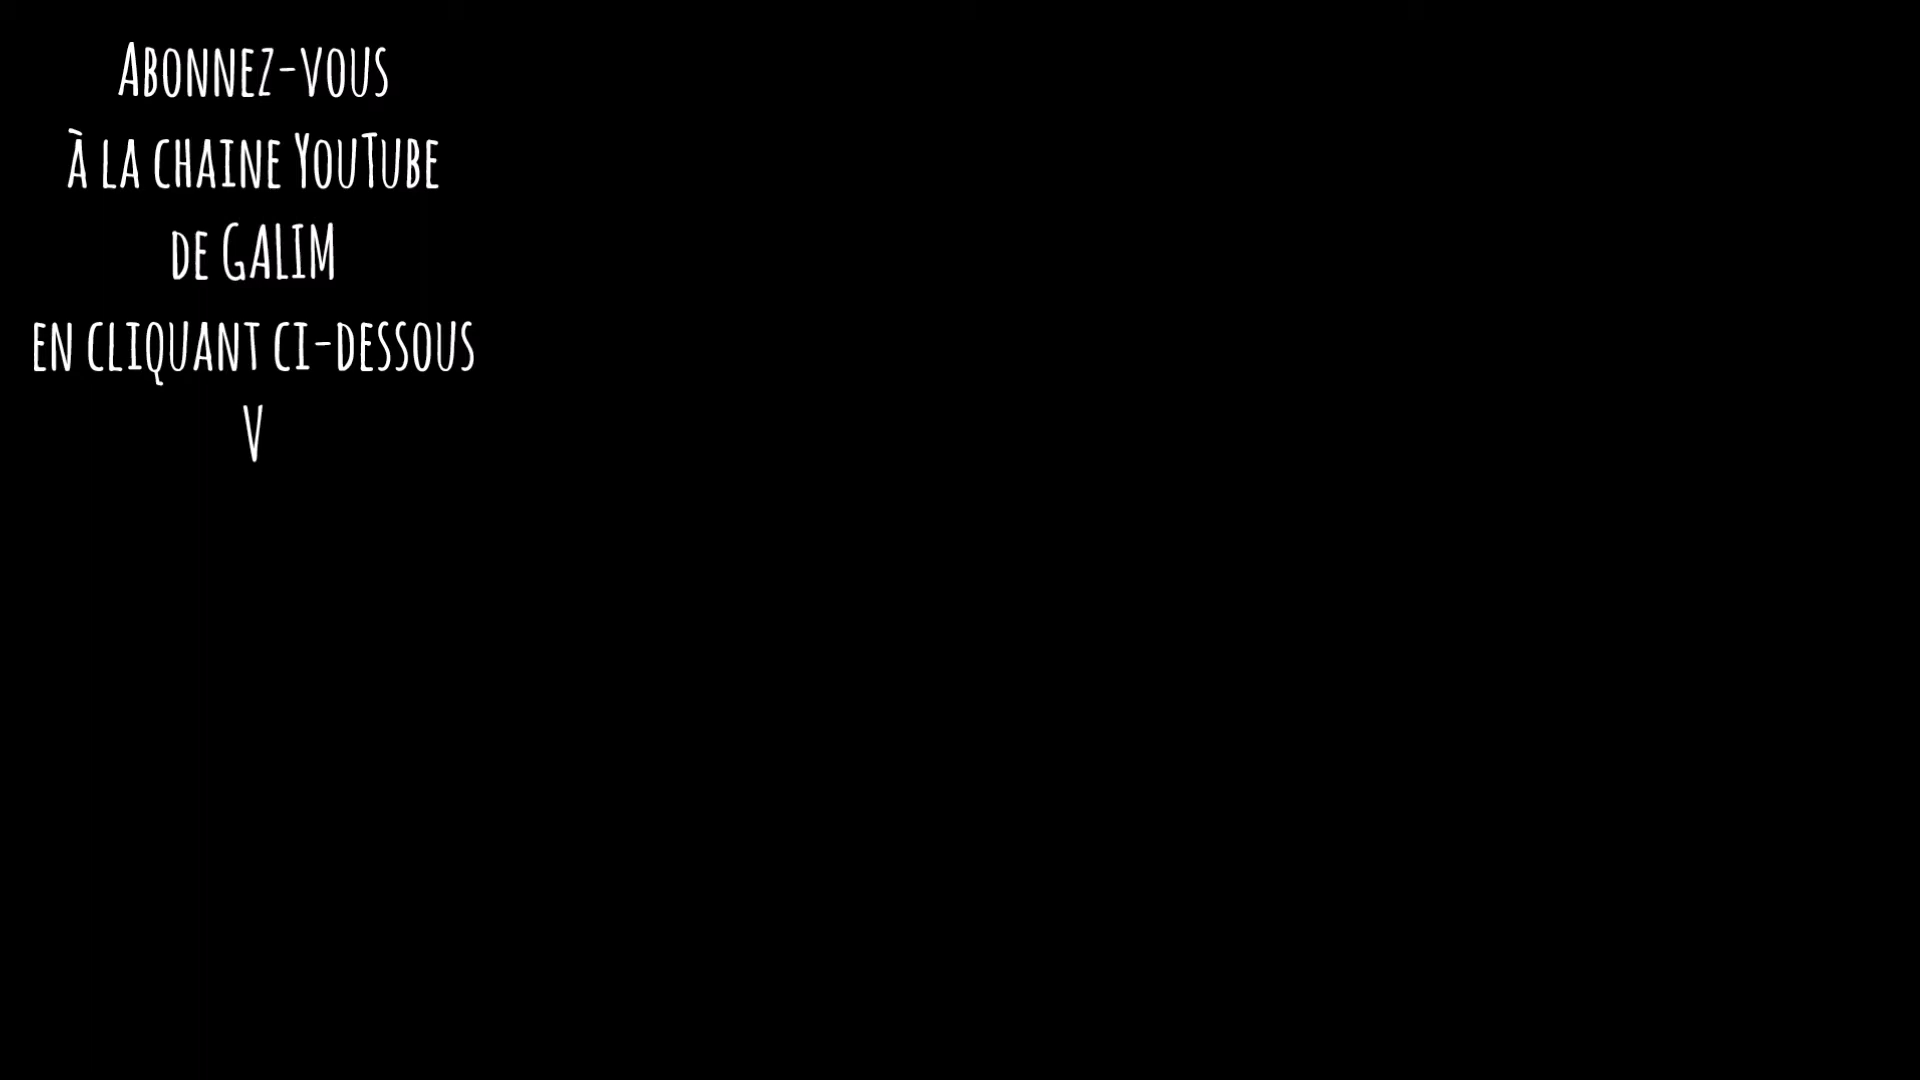 Abonnez-vous
à la chaine YouTube
de GALIM
en cliquant ci-dessous
V